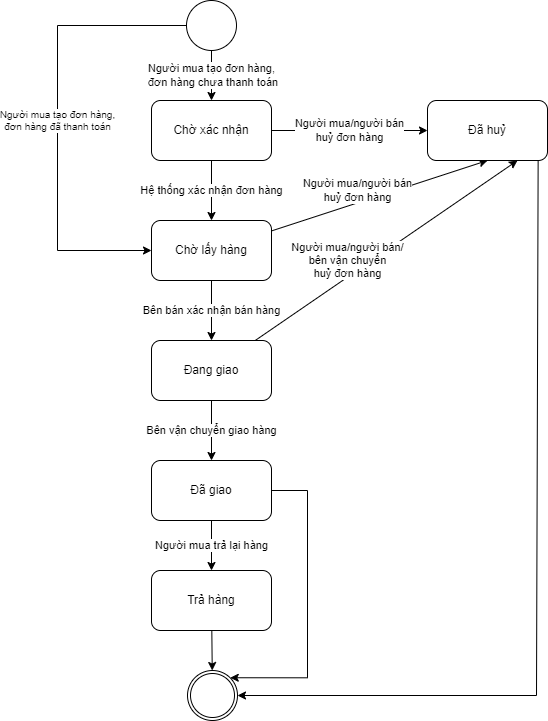 Người mua tạo đơn hàng,
đơn hàng chưa thanh toán
Người mua tạo đơn hàng,
đơn hàng đã thanh toán
Chờ xác nhận
Người mua/người bán
huỷ đơn hàng
Đã huỷ
Hệ thống xác nhận đơn hàng
Người mua/người bán
huỷ đơn hàng
Chờ lấy hàng
Người mua/người bán/
bên vận chuyển
huỷ đơn hàng
Bên bán xác nhận bán hàng
Đang giao
Bên vận chuyển giao hàng
Đã giao
Người mua trả lại hàng
Trả hàng